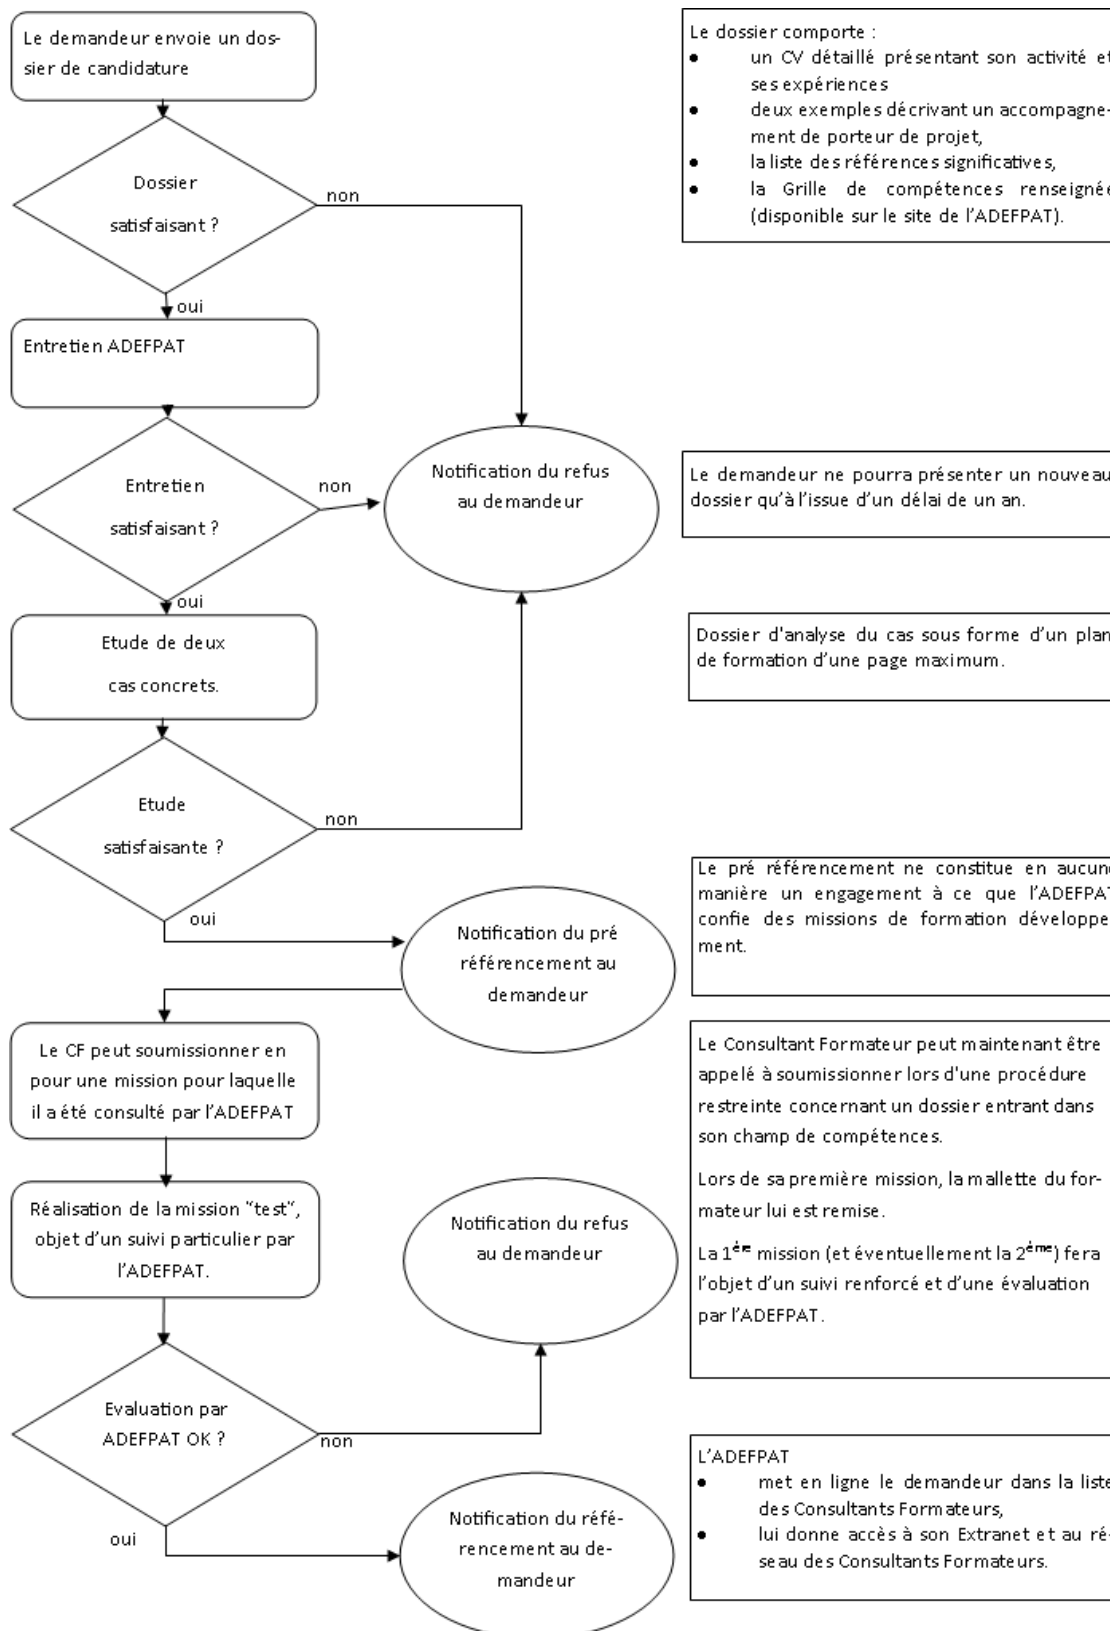 Le demandeur envoie un dos-
sier de candidature
Le dossier comporte :
● un CV détaillé présentant son activité et
ses expériences
● deux exemples décrivant un accompagne-
ment de porteur de projet,
● la liste des références significatives,
● la Grille de compétences renseignée
(disponible sur le site de l'ADEFPAT).
Dossier
satisfaisant ?
non
oui
Entretien ADEFPAT
Entretien
satisfaisant ?
non
Notification du refus
au demandeur
Le demandeur ne pourra présenter un nouveau
dossier qu'à l'issue d'un délai de un an.
oui
Etude de deux
cas concrets.
Dossier d'analyse du cas sous forme d'un plan
de formation d'une page maximum.
Etude
satisfaisante ?
non
oui
Notification du pré
référencement au
demandeur
Le pré référencement ne constitue en aucune
manière un engagement à ce que l'ADEFPAT
confie des missions de formation développe
ment.
Le CF peut soumissionner en
pour une mission pour laquelle
il a été consulté par l'ADEFPAT
Le Consultant Formateur peut maintenant être
appelé à soumissionner lors d'une procédure
restreinte concernant un dossier entrant dans
son champ de compétences.
Lors de sa première mission, la mallette du for-
mateur lui est remise.
La 1ère mission (et éventuellement la 2ème) fera
l'objet d'un suivi renforcé et d'une évaluation
par l'ADEFPAT.
Réalisation de la mission "test",
objet d'un suivi particulier par
l'ADEFPAT.
Notification du refus
au demandeur
Evaluation par
ADEFPAT OK ?
non
oui
Notification du réfé-
rencement au de-
mandeur
L'ADEFPAT
● met en ligne le demandeur dans la liste
des Consultants Formateurs,
● lui donne accès à son Extranet et au ré-
seau des Consultants Formateurs.